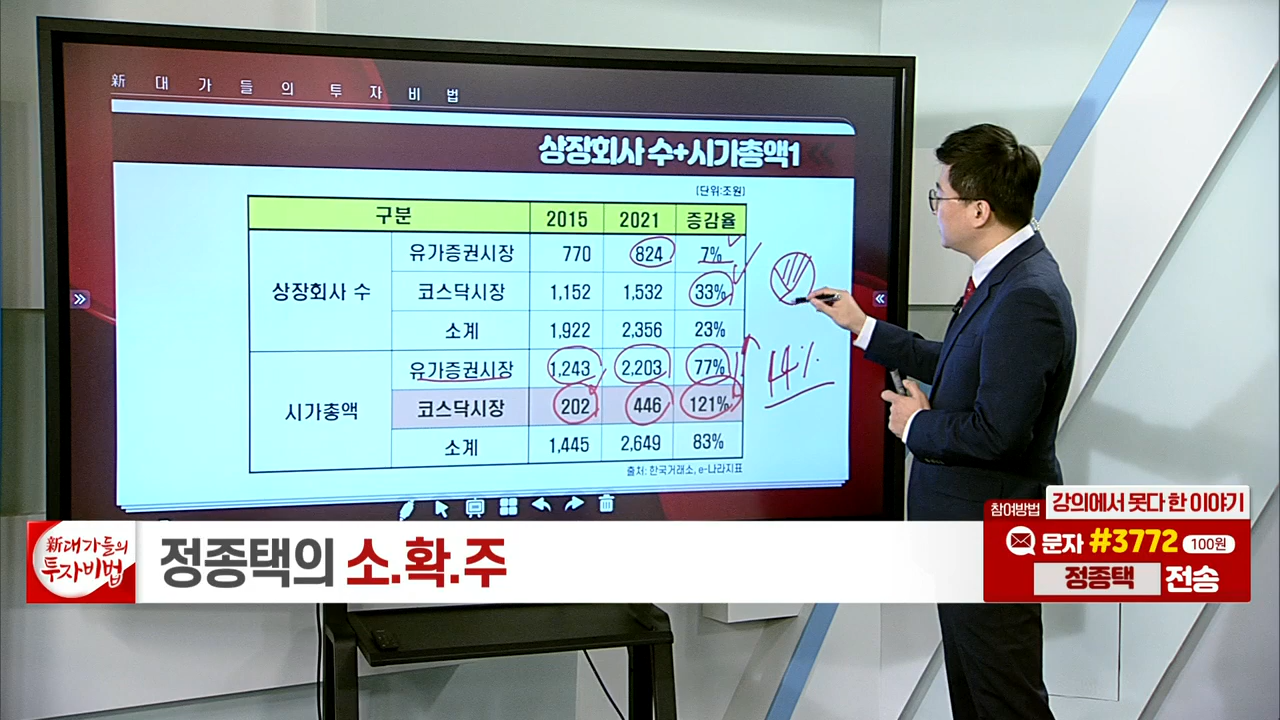 新 대 가 들 의 투 자 비 법
상장회사 수+시가총액1
[단위:조원]
구분 2015 2021 증감율
상장회사 수 유가증권시장 770 824 7%
코스닥시장 1,152 1,532 33%
소계 1,922 2,356 23%
시가총액 유가증권시장 1,243 2,203 77%
코스닥시장 202 446 121%
소계 1,445 2,649 83%
14%
출처: 한국거래소, e-나라지표
新대가들의
투자비법
정종택의 소.확.주
참여방법 강의에서 못다 한 이야기
문자 #3772 100원
정종택 전송